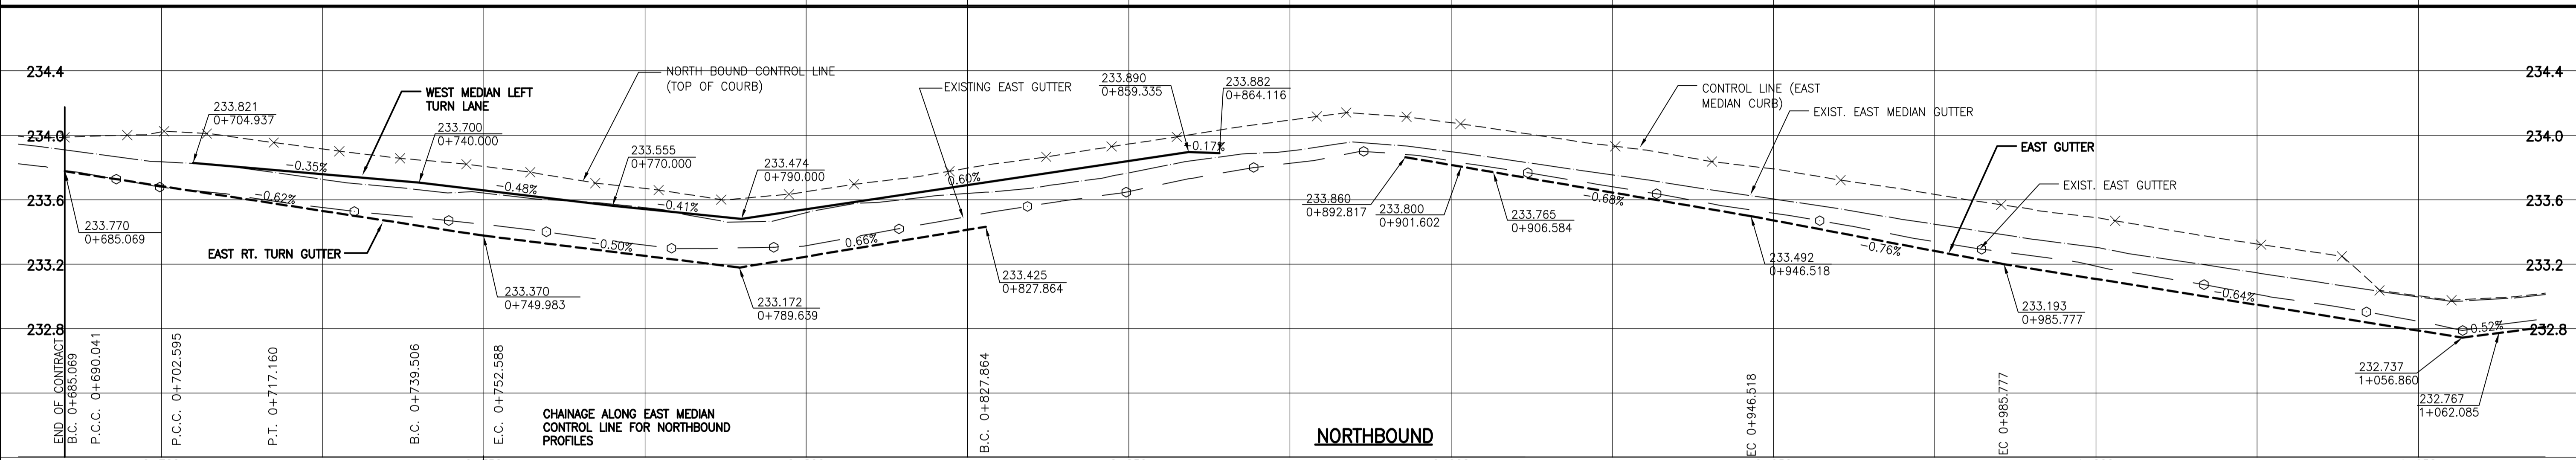 234.4
234.0
233.6
233.2
232.8
233.821
0+704.937
WEST MEDIAN LEFT
TURN LANE
233.700
0+740.000
NORTH BOUND CONTROL LINE
(TOP OF COURB)
233.555
0+770.000
233.474
0+790.000
EXISTING EAST GUTTER
233.890
0+859.335
233.882
0+864.116
CONTROL LINE (EAST
MEDIAN CURB)
EXIST. EAST MEDIAN GUTTER
EAST GUTTER
EXIST. EAST GUTTER
234.4
234.0
233.6
233.2
232.8
-0.35%
-0.62%
-0.48%
-0.41%
-0.50%
0.60%
0.66%
-0.17%
-0.68%
-0.76%
-0.64%
0.52%
233.770
0+685.069
EAST RT. TURN GUTTER
233.370
0+749.983
233.172
0+789.639
233.425
0+827.864
233.860
0+892.817
233.800
0+901.602
233.765
0+906.584
233.492
0+946.518
233.193
0+985.777
232.737
1+056.860
232.767
1+062.085
END OF CONTRACT
B.C. 0+685.069
P.C.C. 0+690.041
P.C.C. 0+702.595
P.T. 0+717.160
B.C. 0+739.506
E.C. 0+752.588
CHAINAGE ALONG EAST MEDIAN
CONTROL LINE FOR NORTHBOUND
PROFILES
B.C. 0+827.864
NORTHBOUND
EC 0+946.518
EC 0+985.777